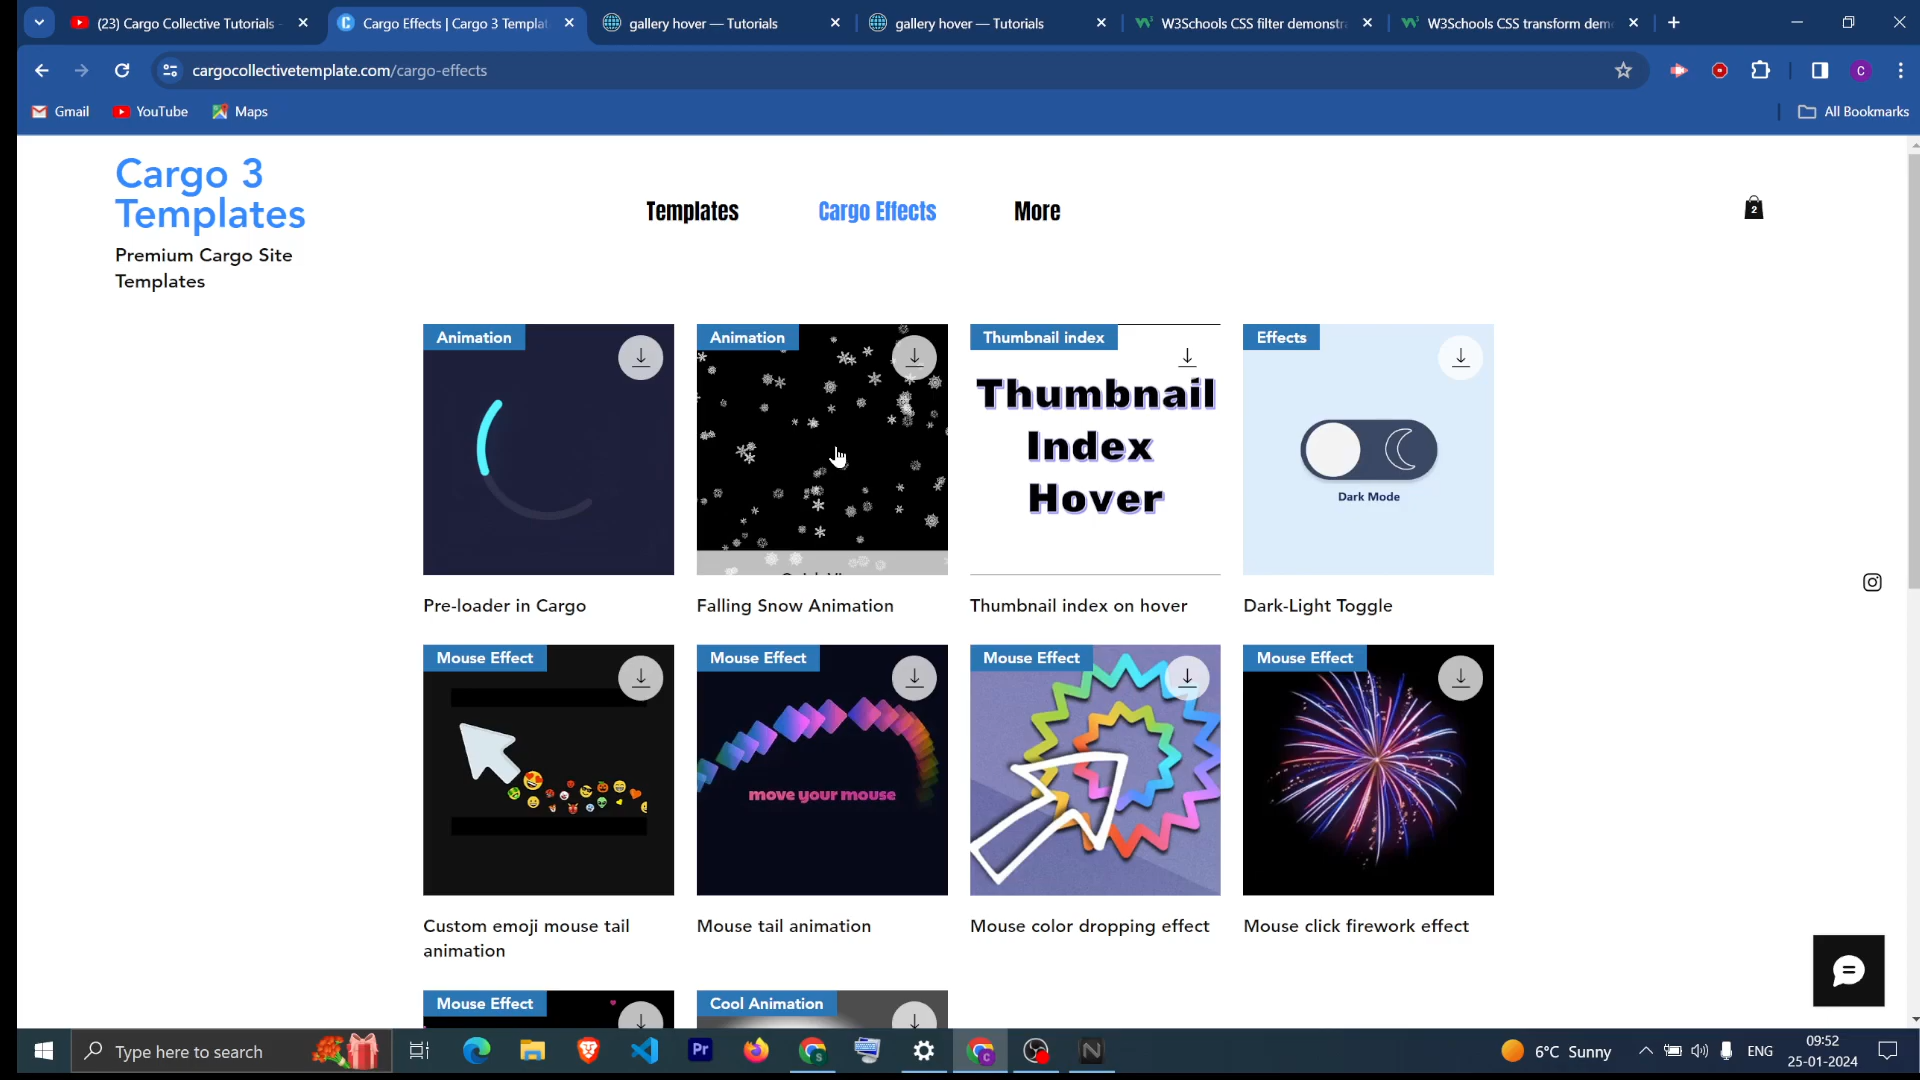 (23) Cargo Collective Tutorials
Cargo Effects | Cargo 3 Templat
gallery hover — Tutorials
gallery hover — Tutorials
W3Schools CSS filter demonstr
W3Schools CSS transform dem
cargocollectivetemplate.com/cargo-effects
C
Gmail
YouTube
Maps
All Bookmarks
Cargo 3
Templates
Premium Cargo Site
Templates
Templates
Cargo Effects
More
2
Animation
Animation
Thumbnail index
Effects
Thumbnail
Index
Hover
Dark Mode
Pre-loader in Cargo
Falling Snow Animation
Thumbnail index on hover
Dark-Light Toggle
Mouse Effect
Mouse Effect
Mouse Effect
Mouse Effect
move your mouse
Custom emoji mouse tail
animation
Mouse tail animation
Mouse color dropping effect
Mouse click firework effect
Mouse Effect
Cool Animation
Type here to search
Pr
6°C Sunny
ENG
09:52
25-01-2024